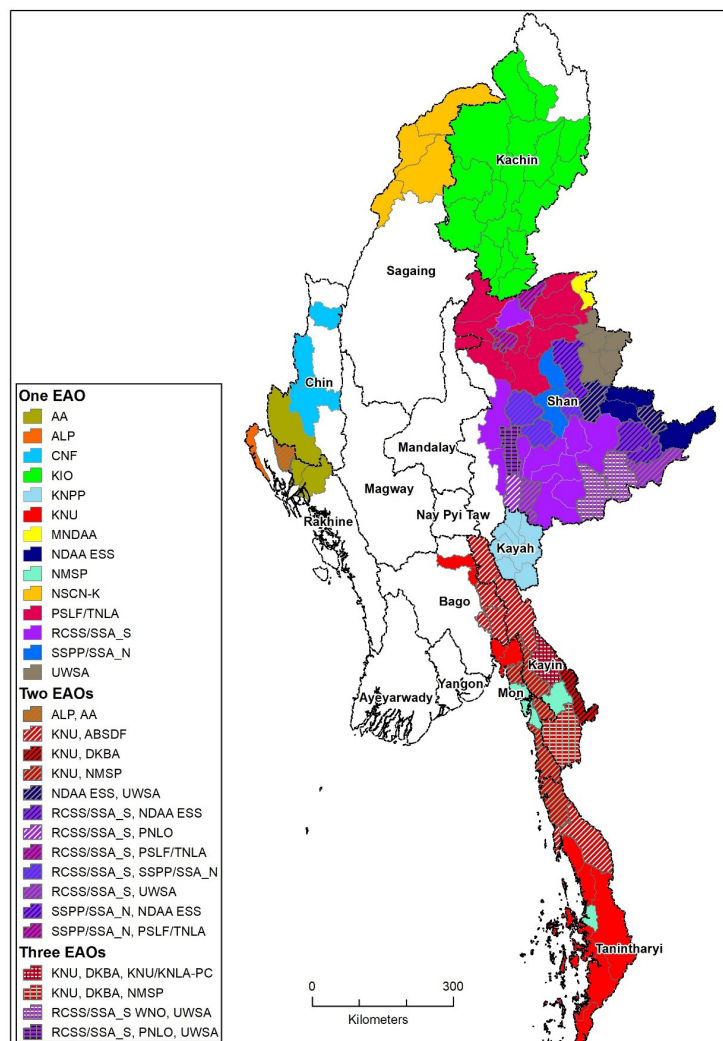 Kachin
Sagaing
Chin
Shan
Mandalay
Magway
Nay Pyi Taw
Rakhine
Kayah
Bago
Kayin
Mon
Yangon
Ayeyarwady
Tanintharyi
One EAO
AA
ALP
CNF
KIO
KNPP
KNU
MNDAA
NDAA ESS
NMSP
NSCN-K
PSLF/TNLA
RCSS/SSA_S
SSPP/SSA_N
UWSA
Two EAOs
ALP, AA
KNU, ABSDF
KNU, DKBA
KNU, NMSP
NDAA ESS, UWSA
RCSS/SSA_S, NDAA ESS
RCSS/SSA_S, PNLO
RCSS/SSA_S, PSLF/TNLA
RCSS/SSA_S, SSPP/SSA_N
RCSS/SSA_S, UWSA
SSPP/SSA_N, NDAA ESS
SSPP/SSA_N, PSLF/TNLA
Three EAOs
KNU, DKBA, KNU/KNLA-PC
KNU, DKBA, NMSP
RCSS/SSA_S WNO, UWSA
RCSS/SSA_S, PNLO, UWSA
0 300
Kilometers